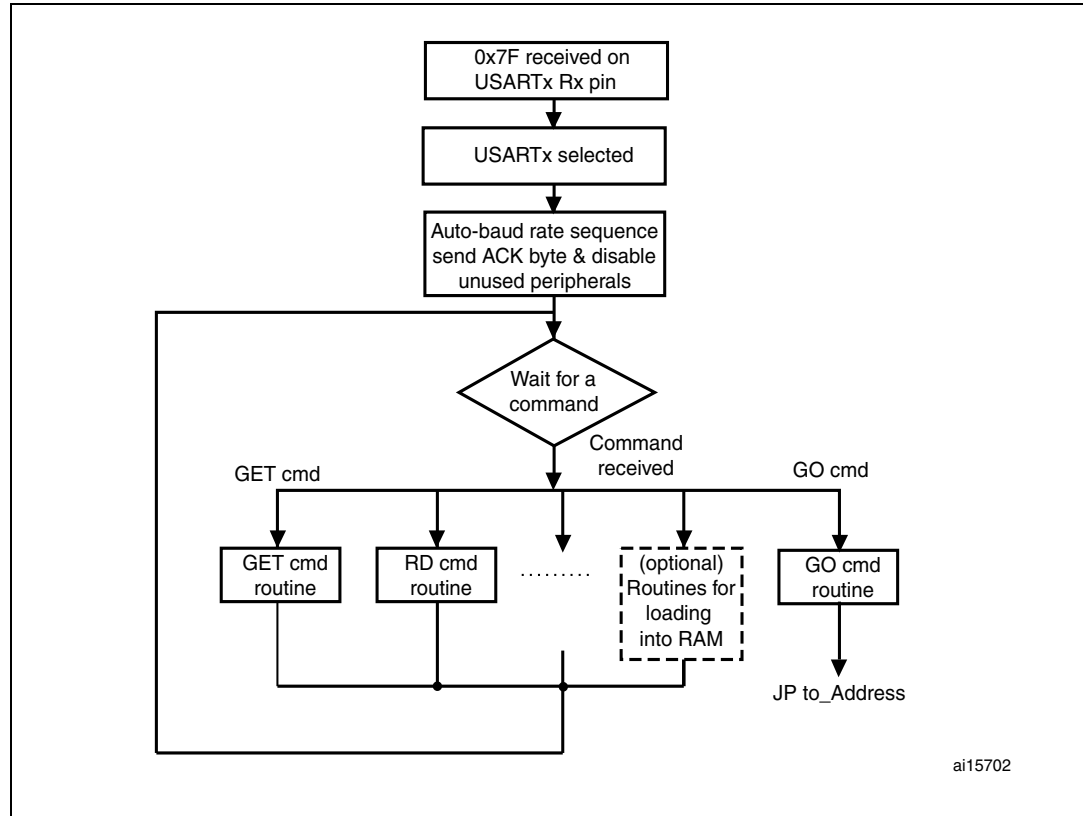 0x7F received on
USARTx Rx pin
USARTx selected
Auto-baud rate sequence
send ACK byte & disable
unused peripherals
Wait for a
command
Command
received
GET cmd
GO cmd
GET cmd
routine
RD cmd
routine
.........
(optional)
Routines for
loading
into RAM
GO cmd
routine
JP to_Address
ai15702